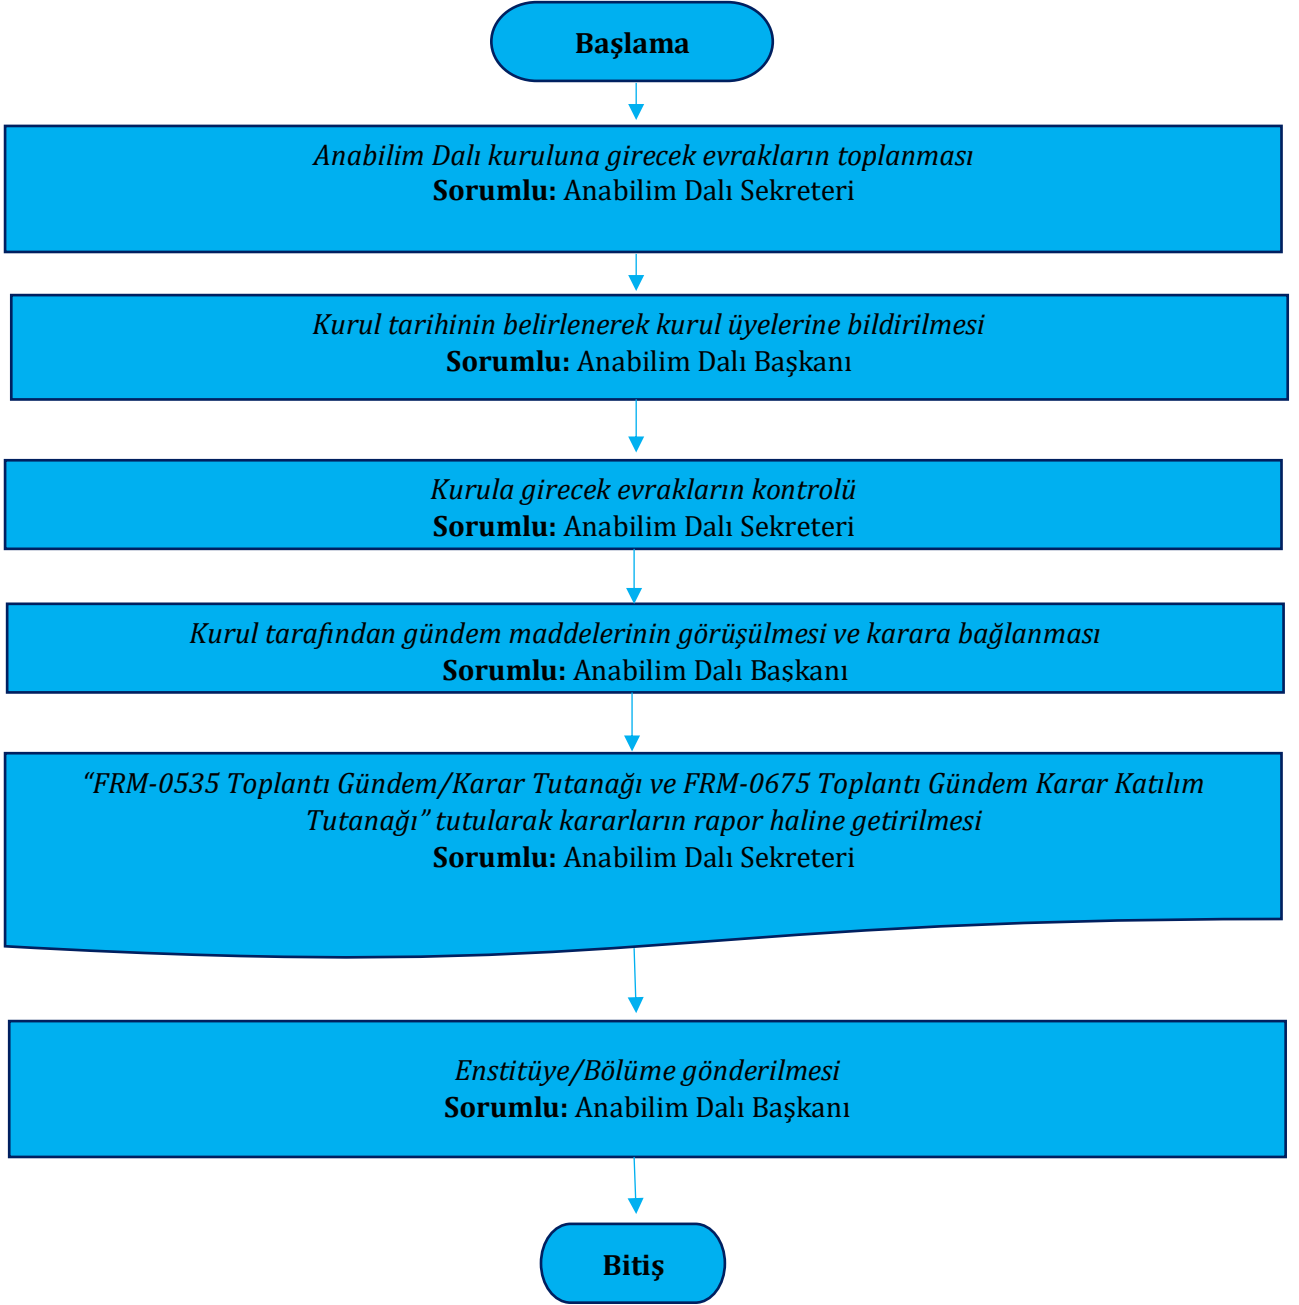 Başlama
Anabilim Dalı kuruluna girecek evrakların toplanması
Sorumlu: Anabilim Dalı Sekreteri
Kurul tarihinin belirlenerek kurul üyelerine bildirilmesi
Sorumlu: Anabilim Dalı Başkanı
Kurula girecek evrakların kontrolü
Sorumlu: Anabilim Dalı Sekreteri
Kurul tarafından gündem maddelerinin görüşülmesi ve karara bağlanması
Sorumlu: Anabilim Dalı Başkanı
“FRM-0535 Toplantı Gündem/Karar Tutanağı ve FRM-0675 Toplantı Gündem Karar Katılım
Tutanağı” tutularak kararların rapor haline getirilmesi
Sorumlu: Anabilim Dalı Sekreteri
Enstitüye/Bölüme gönderilmesi
Sorumlu: Anabilim Dalı Başkanı
Bitiş